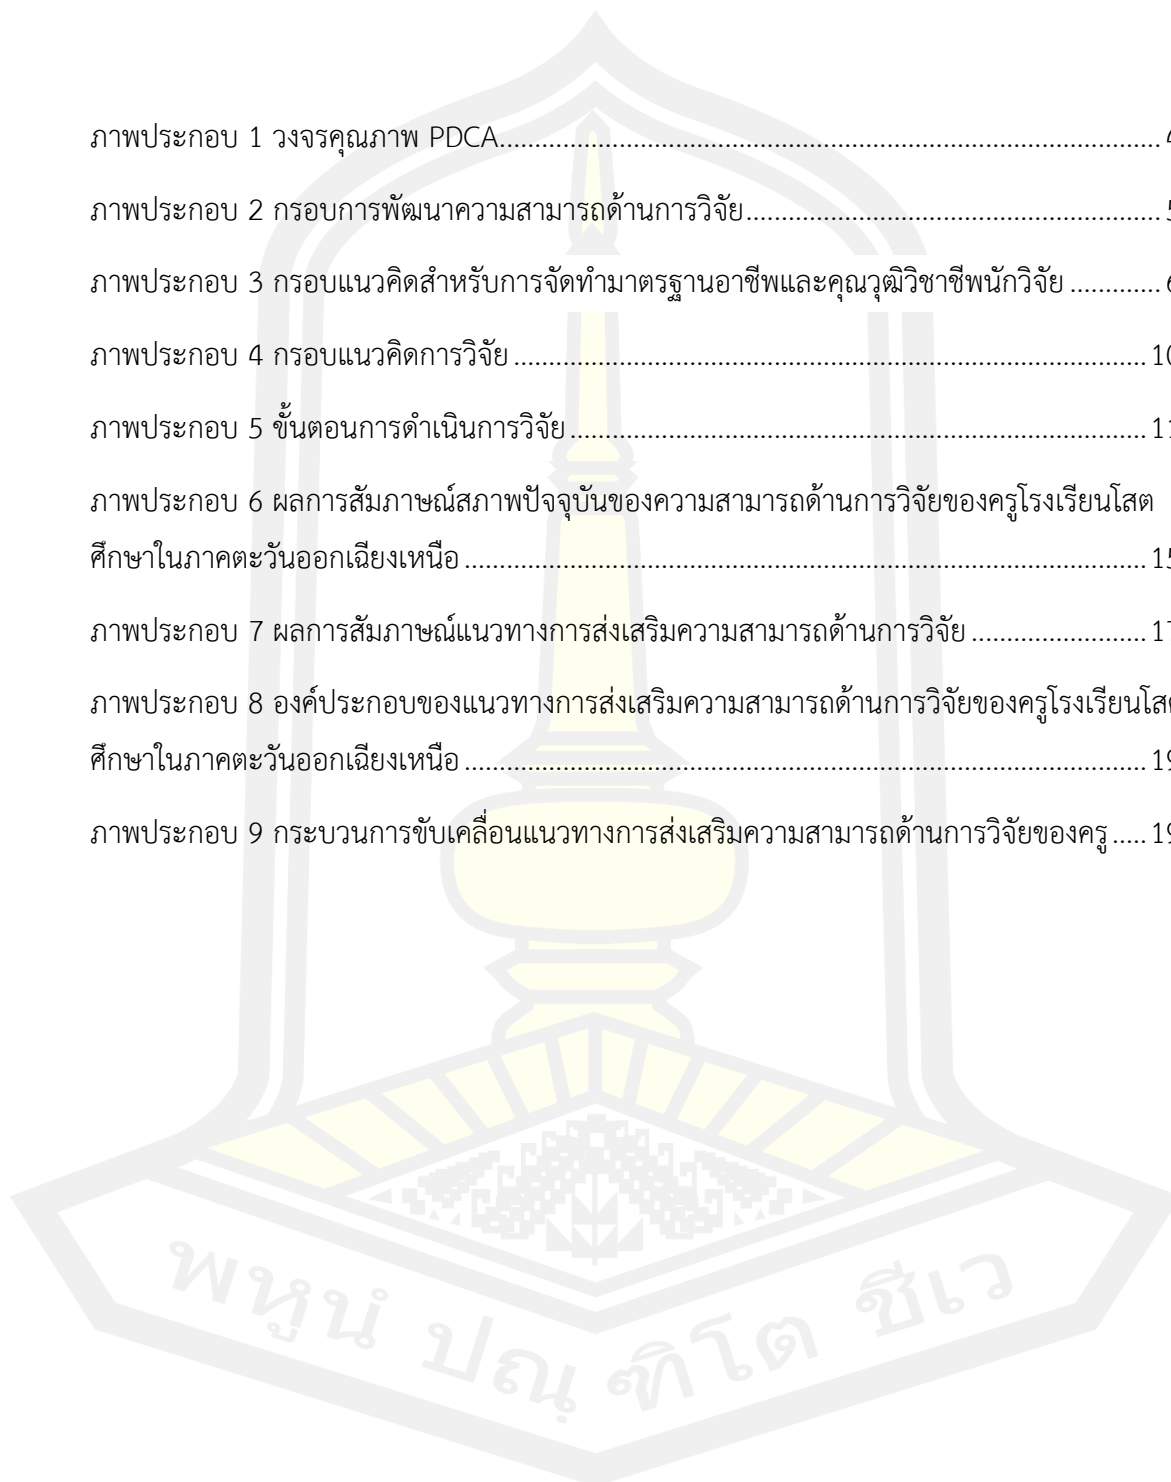 ภาพประกอบ 1 วงจรคุณภาพ PDCA
ภาพประกอบ 2 กรอบการพัฒนาความสามารถด้านการวิจัย
ภาพประกอบ 3 กรอบแนวคิดสำหรับการจัดทำมาตรฐานอาชีพและคุณวุฒิวิชาชีพนักวิจัย
ภาพประกอบ 4 กรอบแนวคิดการวิจัย 10
ภาพประกอบ 5 ขั้นตอนการดำเนินการวิจัย 11
ภาพประกอบ 6 ผลการสัมภาษณ์สภาพปัจจุบันของความสามารถด้านการวิจัยของครูโรงเรียนโสต
ศึกษาในภาคตะวันออกเฉียงเหนือ 15
ภาพประกอบ 7 ผลการสัมภาษณ์แนวทางการส่งเสริมความสามารถด้านการวิจัย 17
ภาพประกอบ 8 องค์ประกอบของแนวทางการส่งเสริมความสามารถด้านการวิจัยของครูโรงเรียนโสต
ศึกษาในภาคตะวันออกเฉียงเหนือ 19
ภาพประกอบ 9 กระบวนการขับเคลื่อนแนวทางการส่งเสริมความสามารถด้านการวิจัยของครู 19
พหูนํ ปณฺฑิโต ชีเว